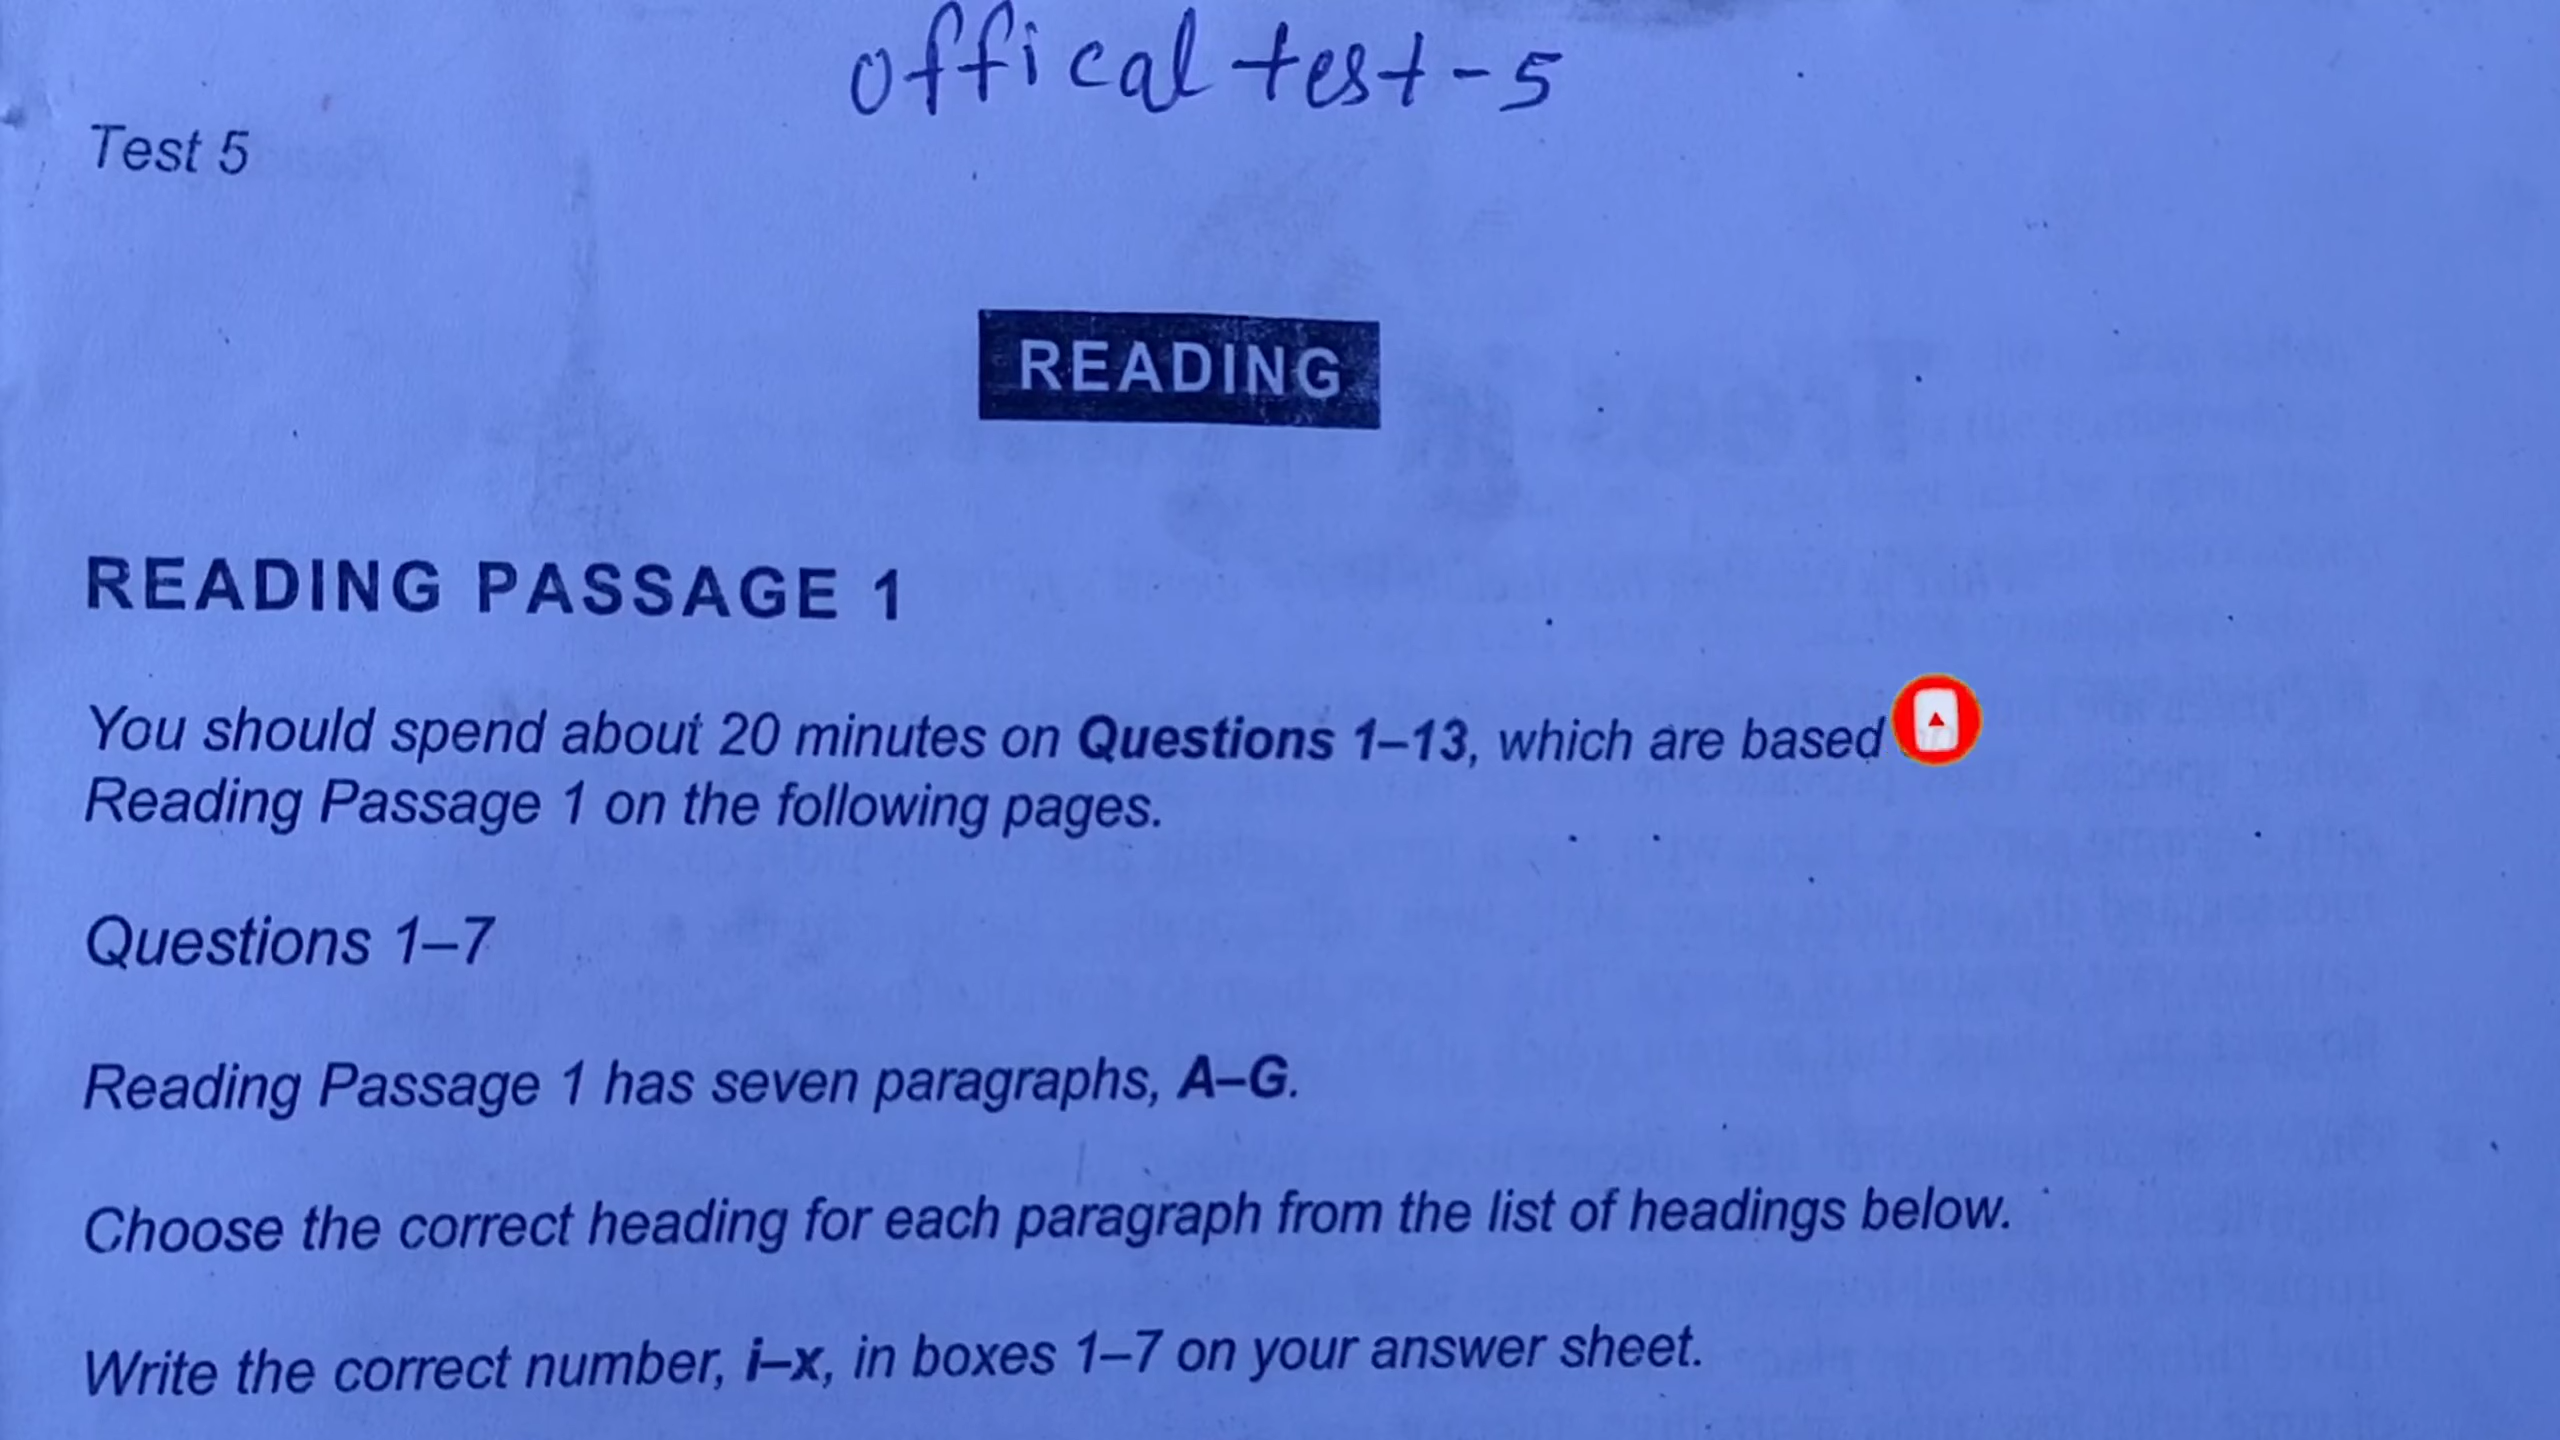 offical test-5
Test 5
READING
READING PASSAGE 1
You should spend about 20 minutes on Questions 1–13, which are based
Reading Passage 1 on the following pages.
Questions 1–7
Reading Passage 1 has seven paragraphs, A–G.
Choose the correct heading for each paragraph from the list of headings below.
Write the correct number, i–x, in boxes 1–7 on your answer sheet.